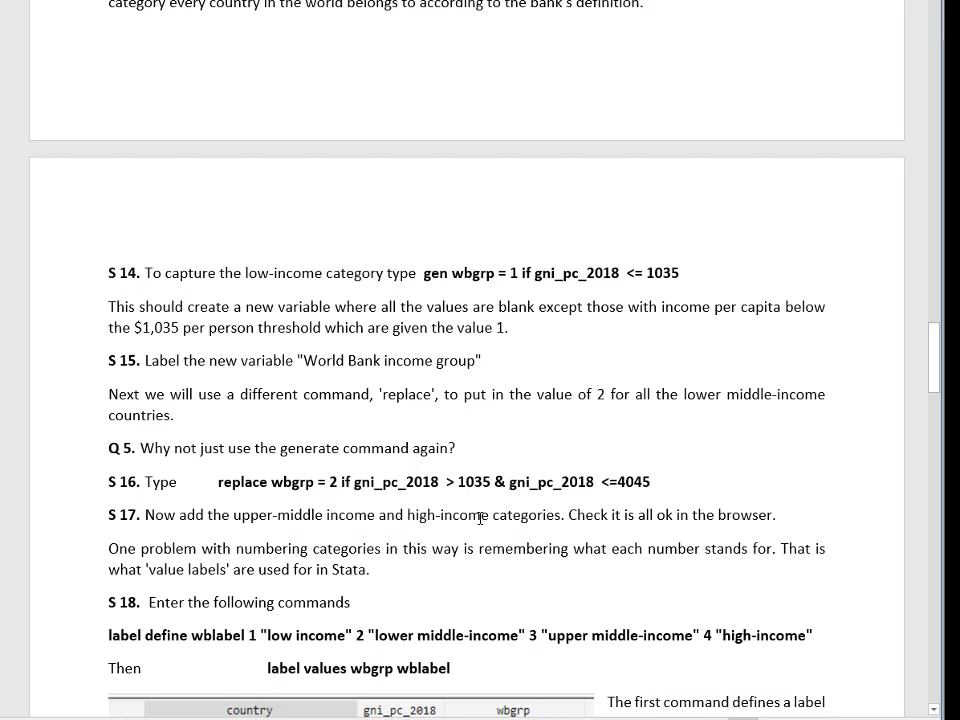 category every country in the world belongs to according to the bank's definition.
S 14. To capture the low-income category type gen wbgrp = 1 if gni_pc_2018 <= 1035
This should create a new variable where all the values are blank except those with income per capita below
the $1,035 per person threshold which are given the value 1.
S 15. Label the new variable "World Bank income group"
Next we will use a different command, 'replace', to put in the value of 2 for all the lower middle-income
countries.
Q 5. Why not just use the generate command again?
S 16. Type replace wbgrp = 2 if gni_pc_2018 > 1035 & gni_pc_2018 <=4045
S 17. Now add the upper-middle income and high-income categories. Check it is all ok in the browser.
One problem with numbering categories in this way is remembering what each number stands for. That is
what 'value labels' are used for in Stata.
S 18. Enter the following commands
label define wblabel 1 "low income" 2 "lower middle-income" 3 "upper middle-income" 4 "high-income"
Then label values wbgrp wblabel
The first command defines a label
country gni_pc_2018 wbgrp